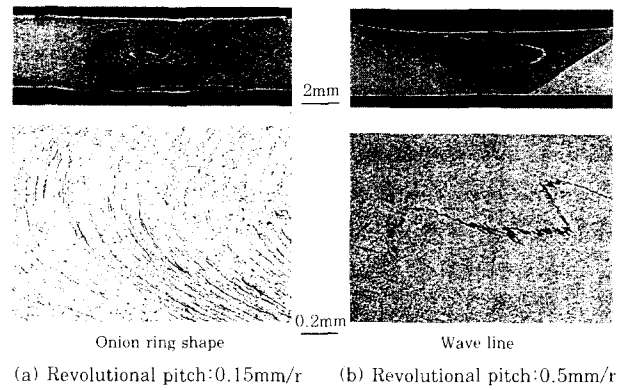 2mm
0.2mm
Onion ring shape
Wave line
(a) Revolutional pitch:0.15mm/r
(b) Revolutional pitch:0.5mm/r